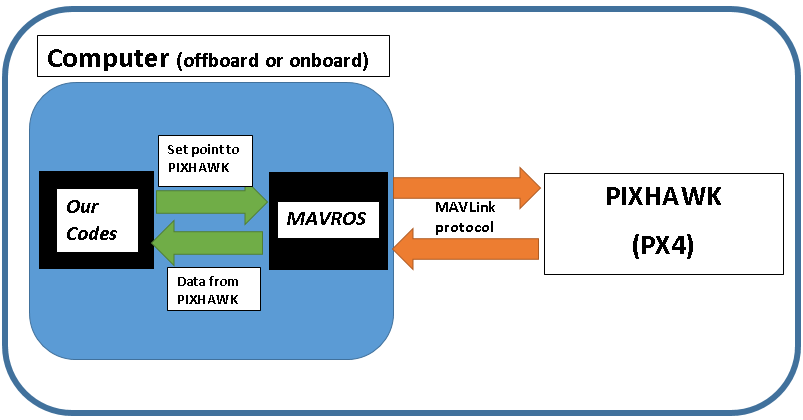 Computer (offboard or onboard)
Set point to
PIXHAWK
Our
Codes
MAVROS
Data from
PIXHAWK
MAVLink
protocol
PIXHAWK
(PX4)